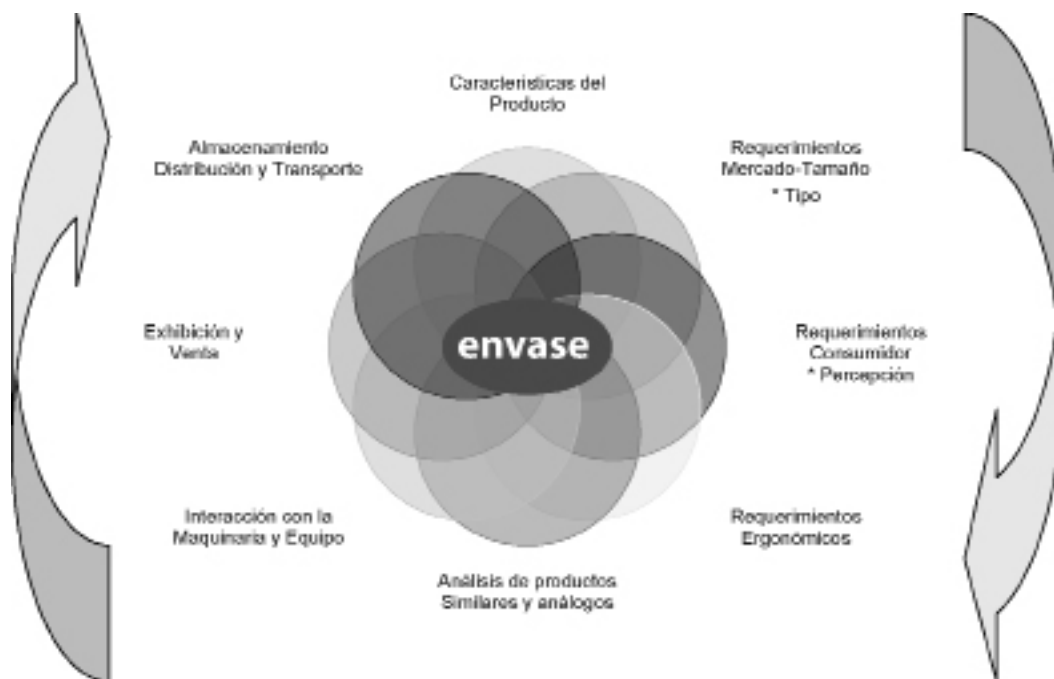 Características del
Producto
Almacenamiento
Distribución y Transporte
Requerimientos
Mercado-Tamaño
* Tipo
Exhibición y
Venta
envase
Requerimientos
Consumidor
* Percepción
Interacción con la
Maquinaria y Equipo
Requerimientos
Ergonómicos
Análisis de productos
Similares y análogos